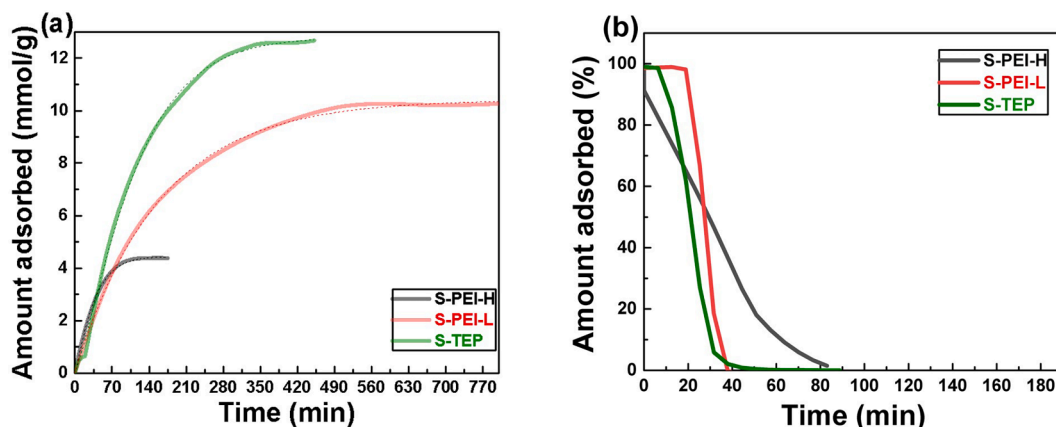 (a)
Amount adsorbed (mmol/g)
12
10
8
6
4
2
0
S-PEI-H
S-PEI-L
S-TEP
0 70 140 210 280 350 420 490 560 630 700 770
Time (min)
(b)
Amount adsorbed (%)
100
80
60
40
20
0
S-PEI-H
S-PEI-L
S-TEP
0 20 40 60 80 100 120 140 160 180
Time (min)